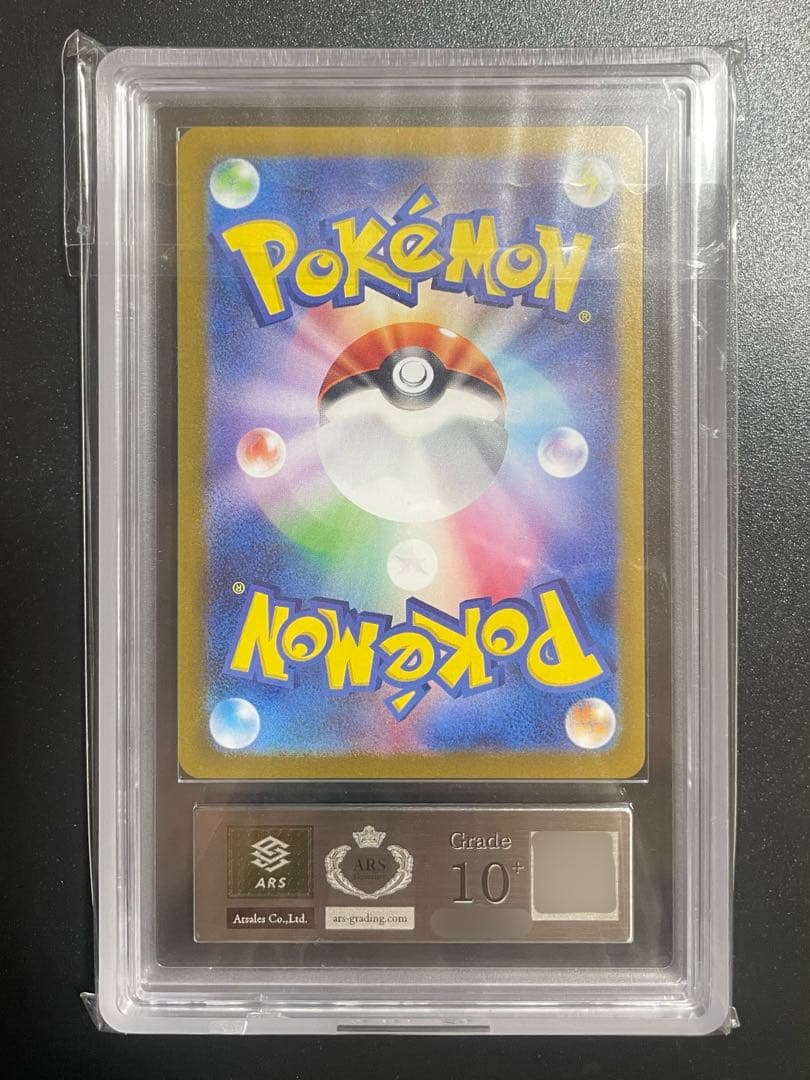 POKéMON
®
®
POKéMON
ARS
Arsales Co.,Ltd.
ARS
ars-grading.com
Grade
10+